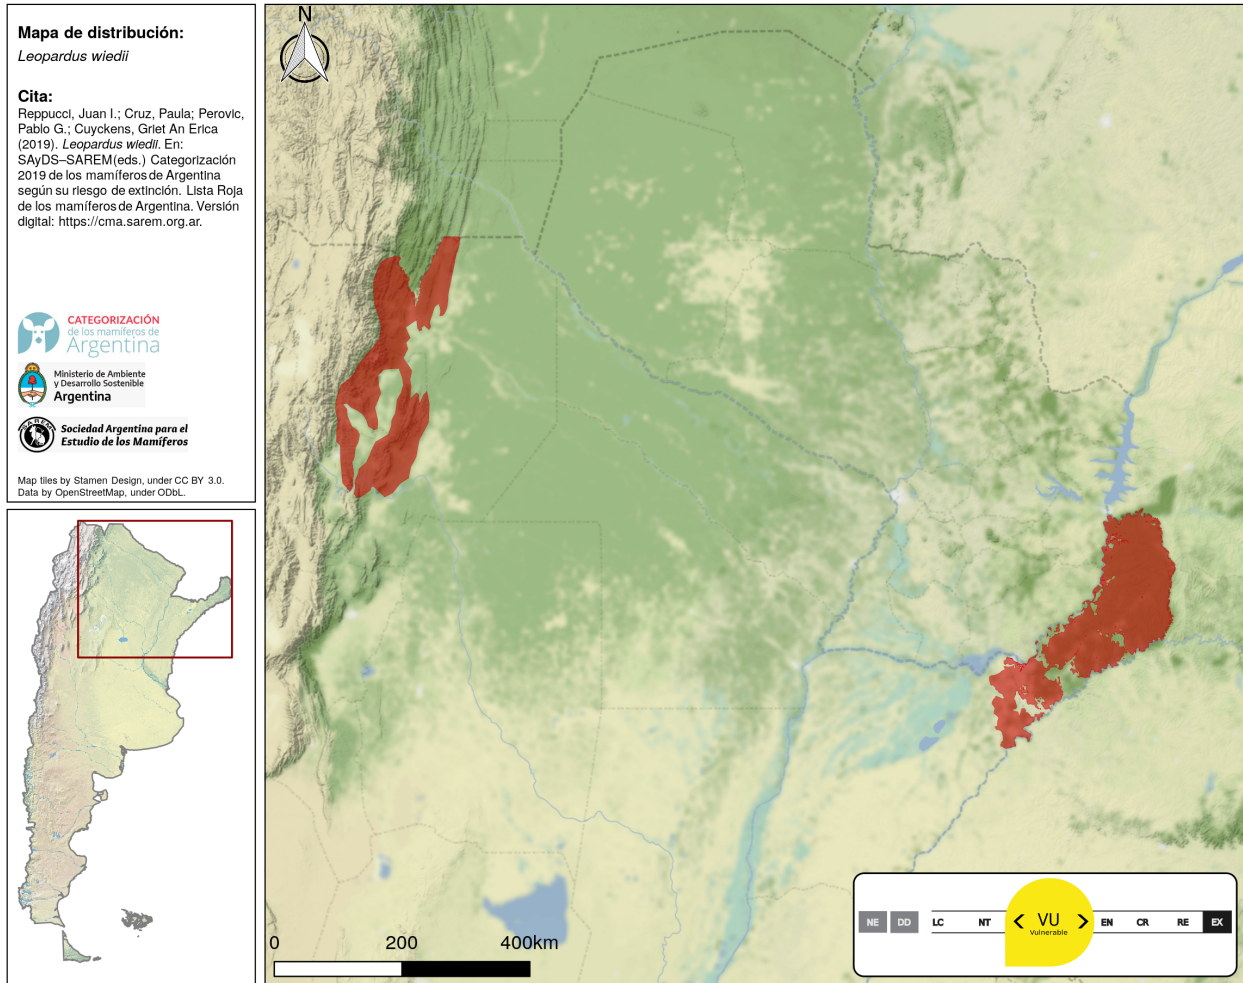 Mapa de distribución:
Leopardus wiedii
Cita:
Reppucci, Juan I.; Cruz, Paula; Perovic,
Pablo G.; Cuyckens, Griet An Erica
(2019). Leopardus wiedii. En:
SAyDS–SAREM(eds.) Categorización
2019 de los mamíferos de Argentina
según su riesgo de extinción. Lista Roja
de los mamíferos de Argentina. Versión
digital: https://cma.sarem.org.ar.
CATEGORIZACIÓN
de los mamíferos de
Argentina
Ministerio de Ambiente
y Desarrollo Sostenible
Argentina
SAREM
Sociedad Argentina para el
Estudio de los Mamíferos
Map tiles by Stamen Design, under CC BY 3.0.
Data by OpenStreetMap, under ODbL.
N
0 200 400km
NE DD LC NT < VU > EN CR RE EX
Vulnerable